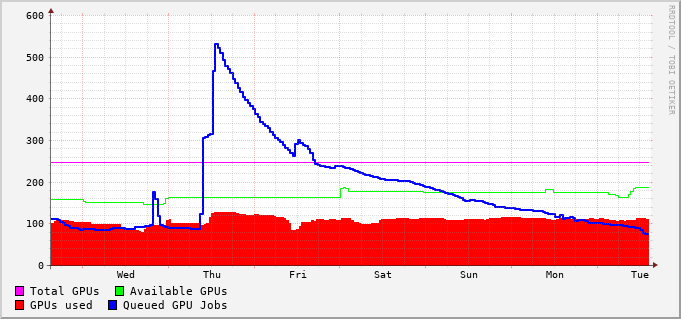 600
500
400
300
200
100
0
Wed Thu Fri Sat Sun Mon Tue
Total GPUs Available GPUs
GPUs used Queued GPU Jobs
RRDTOOL / TOBI OETIKER